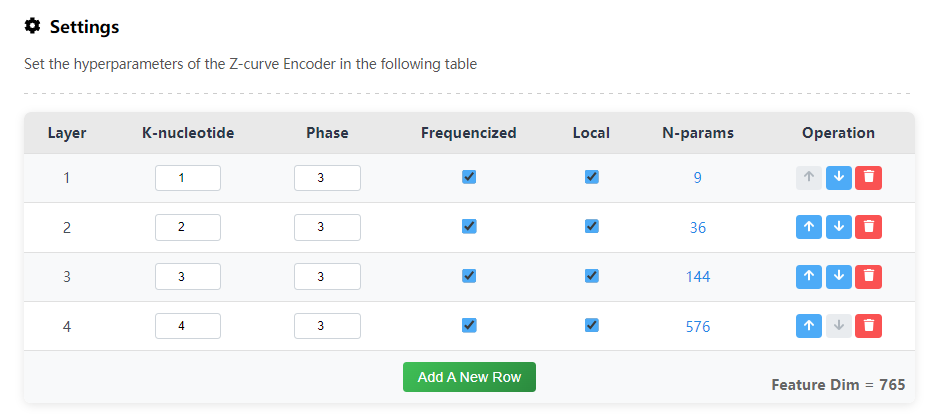 Settings
Set the hyperparameters of the Z-curve Encoder in the following table
Layer K-nucleotide Phase Frequencized Local N-params Operation
1 1 3 9
2 2 3 36
3 3 3 144
4 4 3 576
Add A New Row
Feature Dim = 765